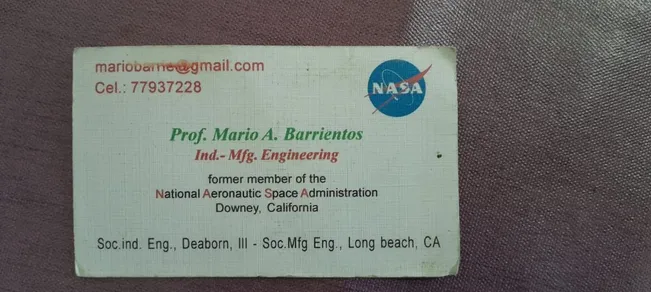 mariobarrie@gmail.com
Cel.: 77937228
NASA
Prof. Mario A. Barrientos
Ind.- Mfg. Engineering
former member of the
National Aeronautic Space Administration
Downey, California
Soc.ind. Eng., Deaborn, Ill - Soc.Mfg Eng., Long beach, CA